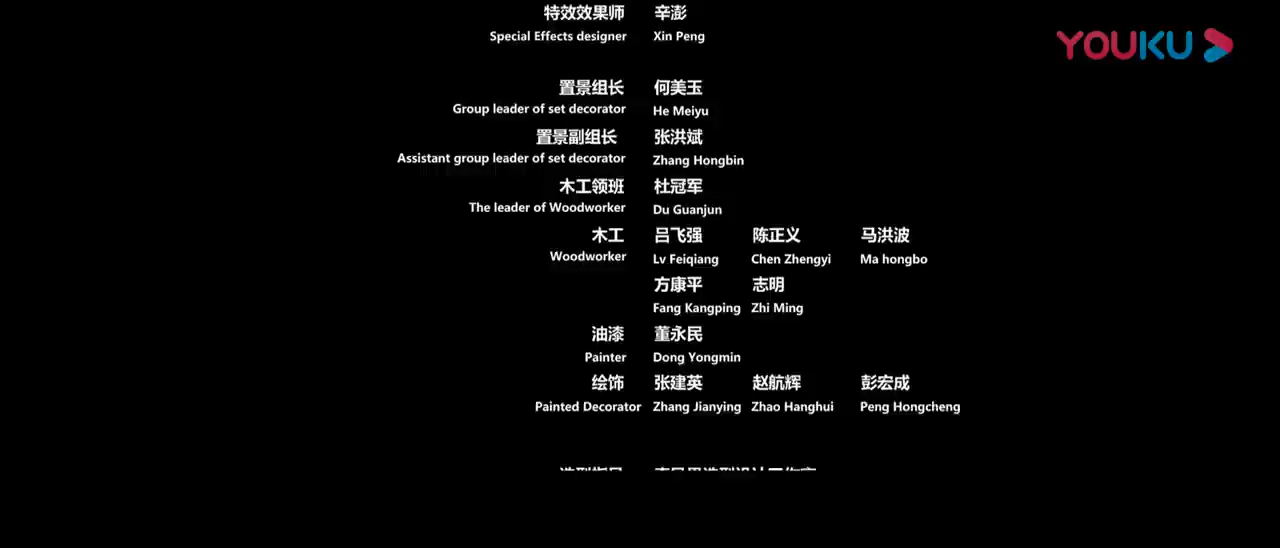 特效效果师 辛澎
Special Effects designer Xin Peng
YOUKU
置景组长 何美玉
Group leader of set decorator He Meiyu
置景副组长 张洪斌
Assistant group leader of set decorator Zhang Hongbin
木工领班 杜冠军
The leader of Woodworker Du Guanjun
木工 吕飞强 陈正义 马洪波
Woodworker Lv Feiqiang Chen Zhengyi Ma hongbo
方康平 志明
Fang Kangping Zhi Ming
油漆 董永民
Painter Dong Yongmin
绘饰 张建英 赵航辉 彭宏成
Painted Decorator Zhang Jianying Zhao Hanghui Peng Hongcheng